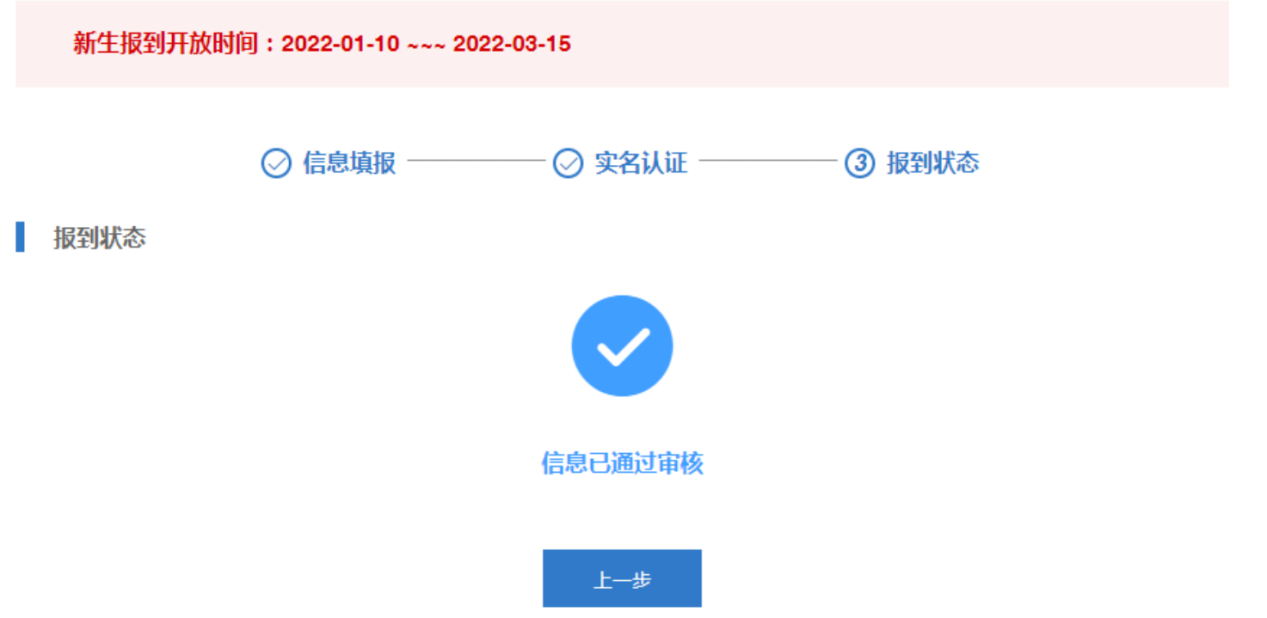 新生报到开放时间：2022-01-10 ~~~ 2022-03-15
信息填报 实名认证 3 报到状态
报到状态
信息已通过审核
上一步